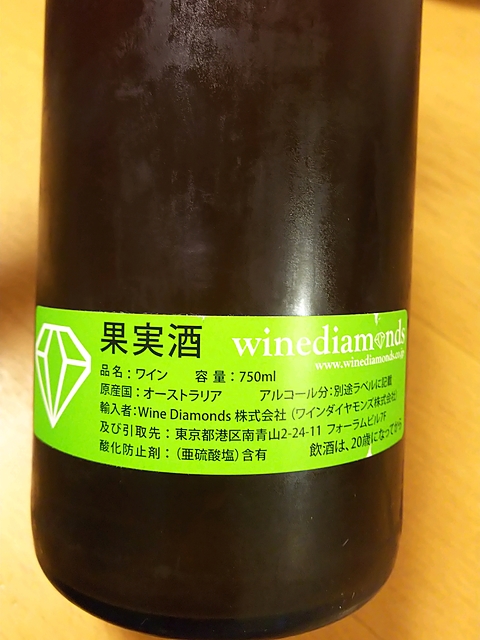 果実酒 winediamonds
www.winediamonds.co.jp
品名：ワイン 容量：750ml
原産国：オーストラリア アルコール分：別途ラベルに記載
輸入者：Wine Diamonds 株式会社（ワインダイヤモンズ株式会社）
及び引取先：東京都港区南青山2-24-11 フォーラムビル7F
酸化防止剤：（亜硫酸塩）含有 飲酒は、20歳になってから